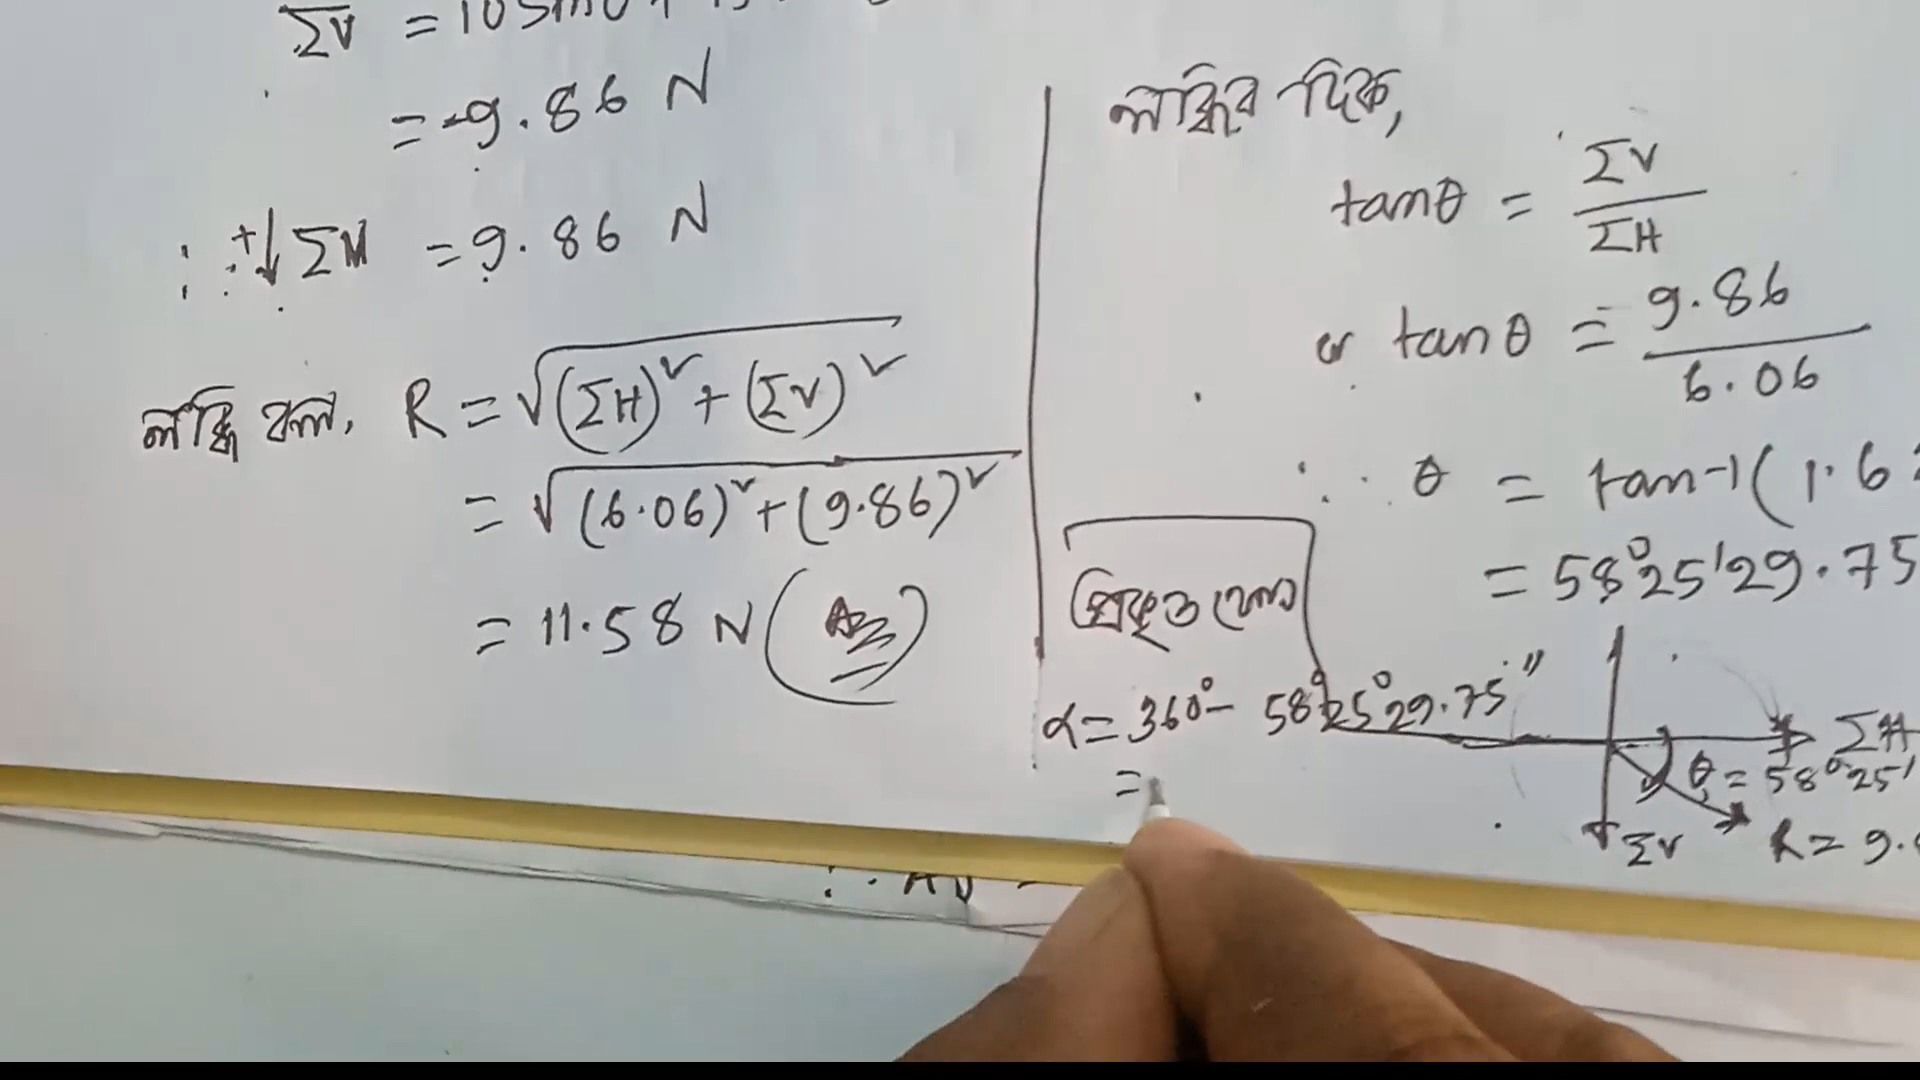 ΣV = 10 sinθ +
= -9.86 N
∴ +↓ ΣV = 9.86 N
লব্ধি বল, R = √(ΣH)² + (ΣV)²
= √(6.06)² + (9.86)²
= 11.58 N (Ans)
লব্ধির দিক,
tanθ = ΣV / ΣH
or tanθ = 9.86 / 6.06
∴ θ = tan-1(1.62
= 58°25'29.75
প্রকৃত কোণ
α = 360° - 58°25°29.75"
=
ΣH
θ = 58°25'
ΣV
R = 9.